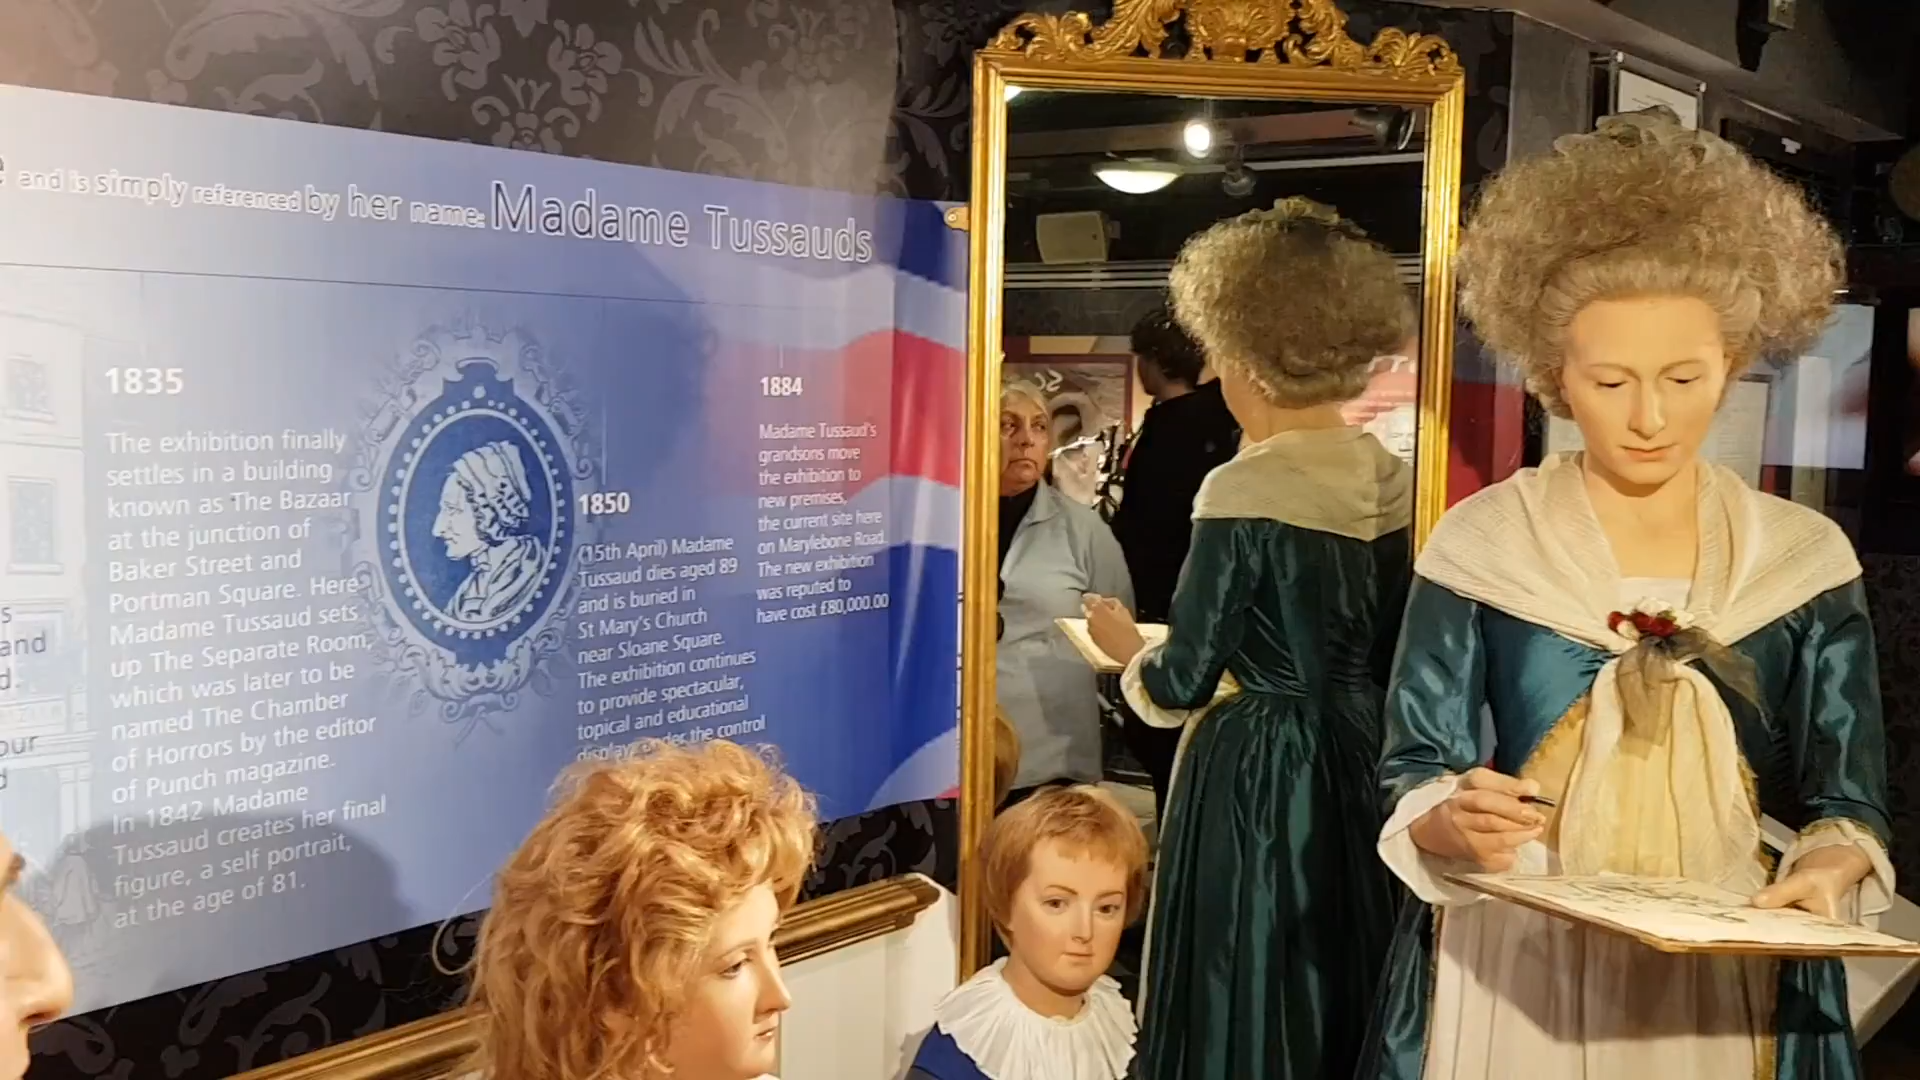 and is simply referenced by her name: Madame Tussauds
1835
The exhibition finally
settles in a building
known as The Bazaar
at the junction of
Baker Street and
Portman Square. Here
Madame Tussaud sets
up The Separate Room,
which was later to be
named The Chamber
of Horrors by the editor
of Punch magazine.
In 1842 Madame
Tussaud creates her final
figure, a self portrait,
at the age of 81.
1850
(15th April) Madame
Tussaud dies aged 89
and is buried in
St Mary's Church
near Sloane Square.
The exhibition continues
to provide spectacular,
topical and educational
displays under the control
1884
Madame Tussaud's
grandsons move
the exhibition to
new premises,
the current site here
on Marylebone Road.
The new exhibition
was reputed to
have cost £80,000.00
and